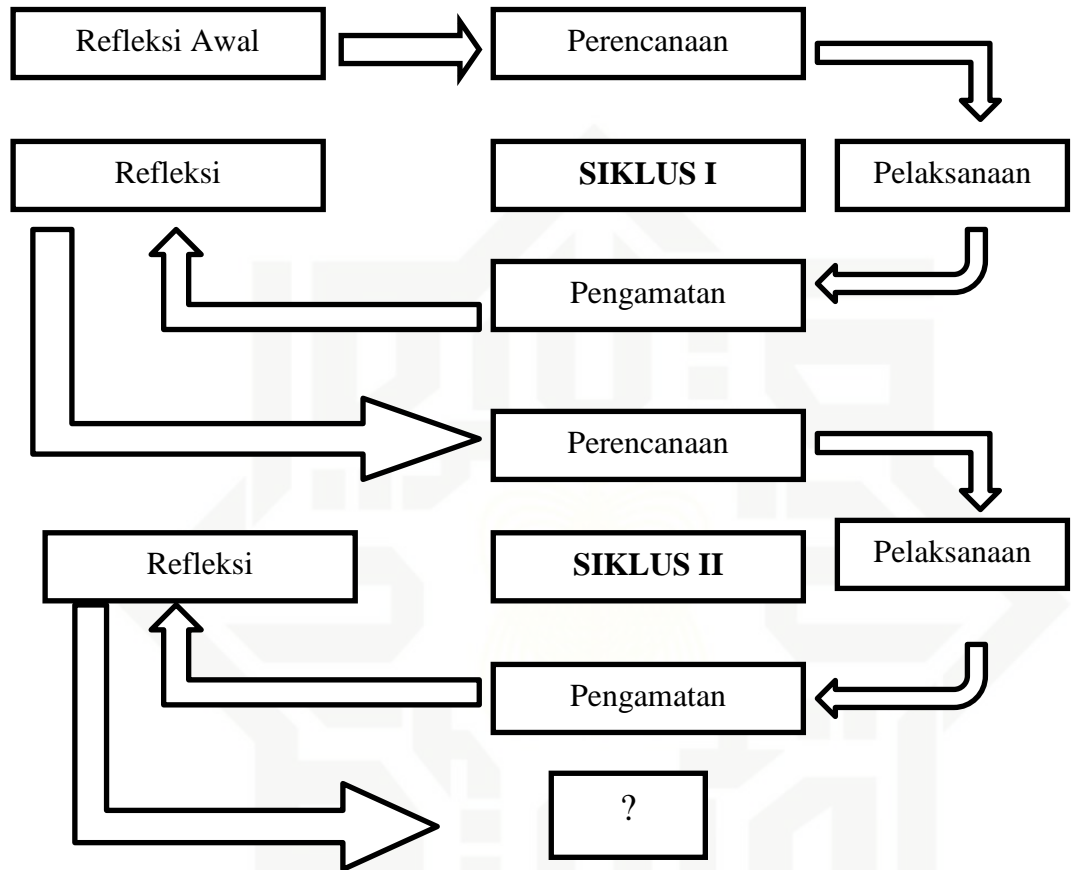 Refleksi Awal
Perencanaan
Refleksi
SIKLUS I
Pelaksanaan
Pengamatan
Perencanaan
Refleksi
SIKLUS II
Pelaksanaan
Pengamatan
?